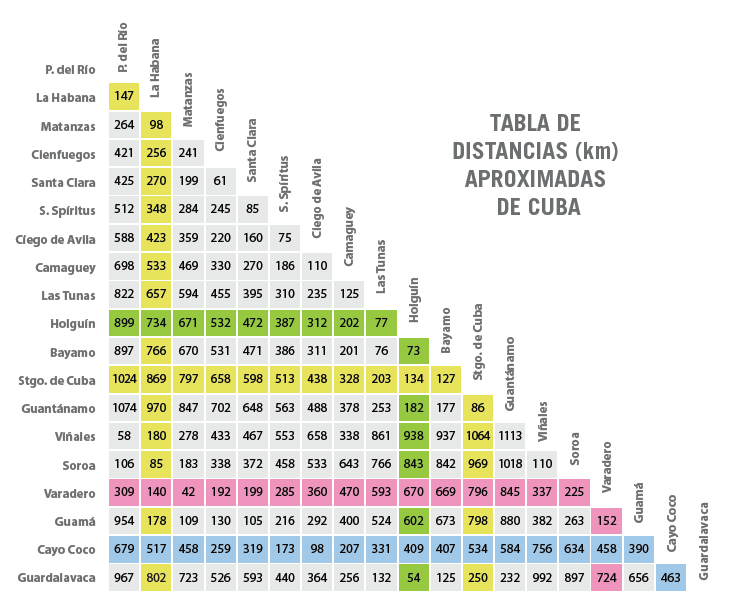 TABLA DE
DISTANCIAS (km)
APROXIMADAS
DE CUBA
P. del Río
La Habana
Matanzas
Cienfuegos
Santa Clara
S. Spíritus
Ciego de Avila
Camaguey
Las Tunas
Holguín
Bayamo
Stgo. de Cuba
Guantánamo
Viñales
Soroa
Varadero
Guamá
Cayo Coco
Guardalavaca
P. del Río
La Habana 147
Matanzas 264 98
Cienfuegos 421 256 241
Santa Clara 425 270 199 61
S. Spíritus 512 348 284 245 85
Ciego de Avila 588 423 359 220 160 75
Camaguey 698 533 469 330 270 186 110
Las Tunas 822 657 594 455 395 310 235 125
Holguín 899 734 671 532 472 387 312 202 77
Bayamo 897 766 670 531 471 386 311 201 76 73
Stgo. de Cuba 1024 869 797 658 598 513 438 328 203 134 127
Guantánamo 1074 970 847 702 648 563 488 378 253 182 177 86
Viñales 58 180 278 433 467 553 658 338 861 938 937 1064 1113
Soroa 106 85 183 338 372 458 533 643 766 843 842 969 1018 110
Varadero 309 140 42 192 199 285 360 470 593 670 669 796 845 337 225
Guamá 954 178 109 130 105 216 292 400 524 602 673 798 880 382 263 152
Cayo Coco 679 517 458 259 319 173 98 207 331 409 407 534 584 756 634 458 390
Guardalavaca 967 802 723 526 593 440 364 256 132 54 125 250 232 992 897 724 656 463